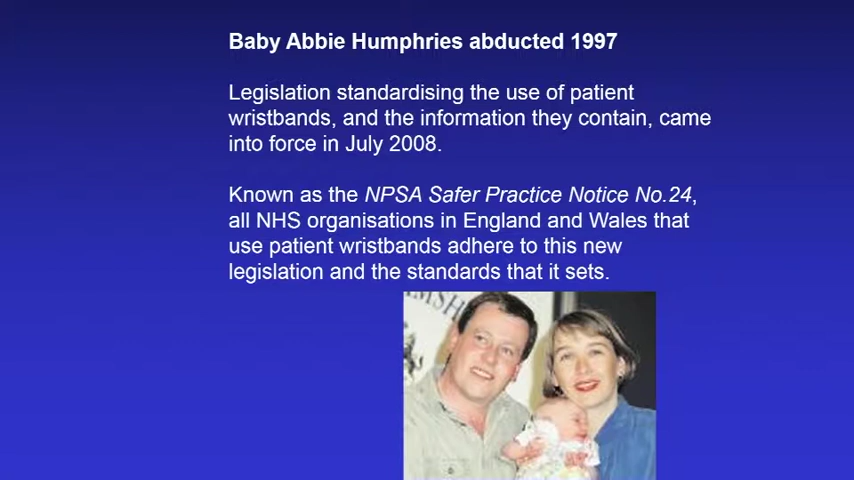 Baby Abbie Humphries abducted 1997
Legislation standardising the use of patient
wristbands, and the information they contain, came
into force in July 2008.
Known as the NPSA Safer Practice Notice No.24,
all NHS organisations in England and Wales that
use patient wristbands adhere to this new
legislation and the standards that it sets.